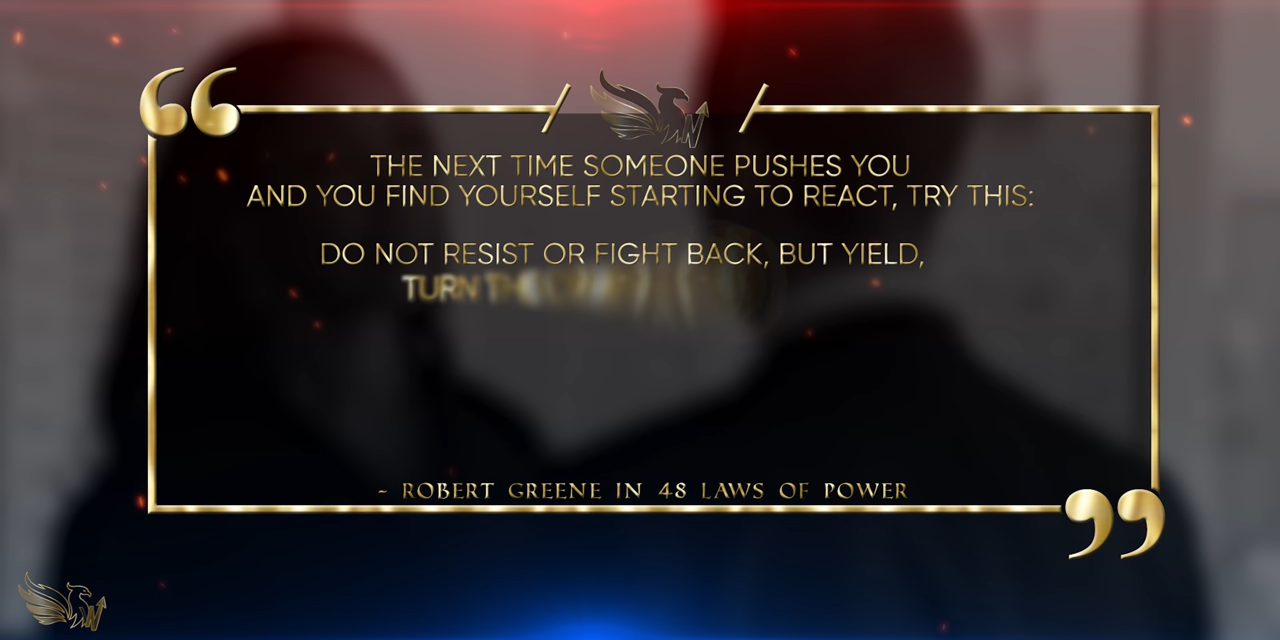 THE NEXT TIME SOMEONE PUSHES YOU
AND YOU FIND YOURSELF STARTING TO REACT, TRY THIS:
DO NOT RESIST OR FIGHT BACK, BUT YIELD,
TURN
~ ROBERT GREENE IN 48 LAWS OF POWER